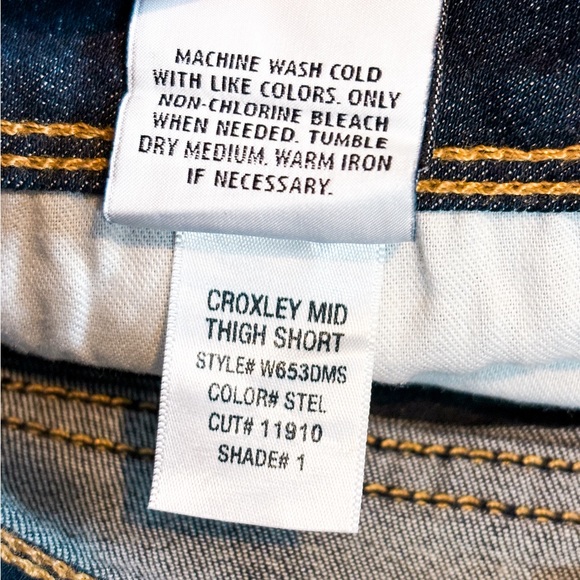 MACHINE WASH COLD
WITH LIKE COLORS. ONLY
NON-CHLORINE BLEACH
WHEN NEEDED. TUMBLE
DRY MEDIUM. WARM IRON
IF NECESSARY.
CROXLEY MID
THIGH SHORT
STYLE# W653DMS
COLOR# STEL
CUT# 11910
SHADE# 1